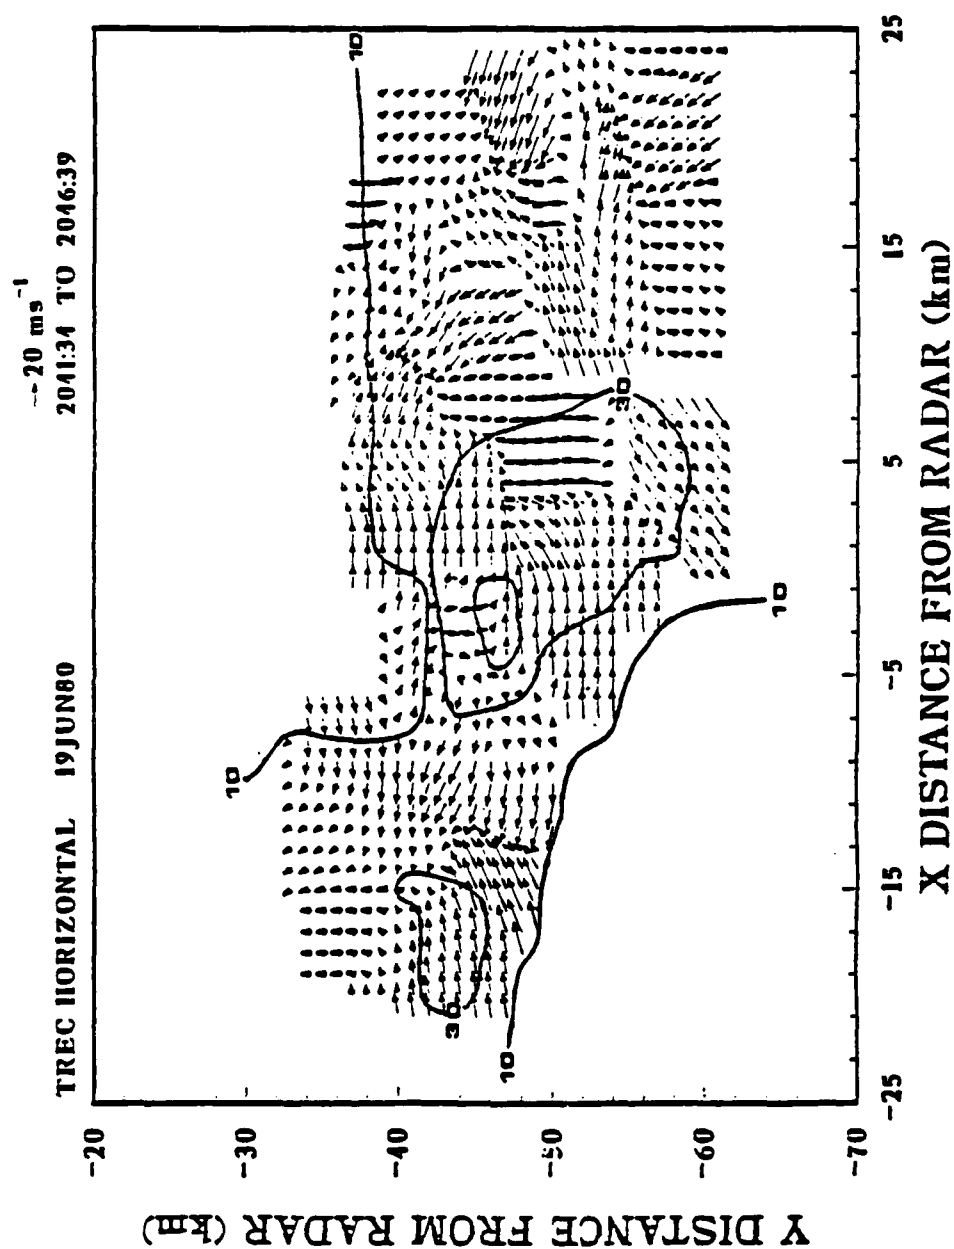 →20 ms⁻¹
TREC HORIZONTAL 19JUN80 2041:34 TO 2046:39
-20
-30
-40
-50
-60
-70
Y DISTANCE FROM RADAR (km)
10
10
30
10
30
10
-25 -15 -5 5 15 25
X DISTANCE FROM RADAR (km)